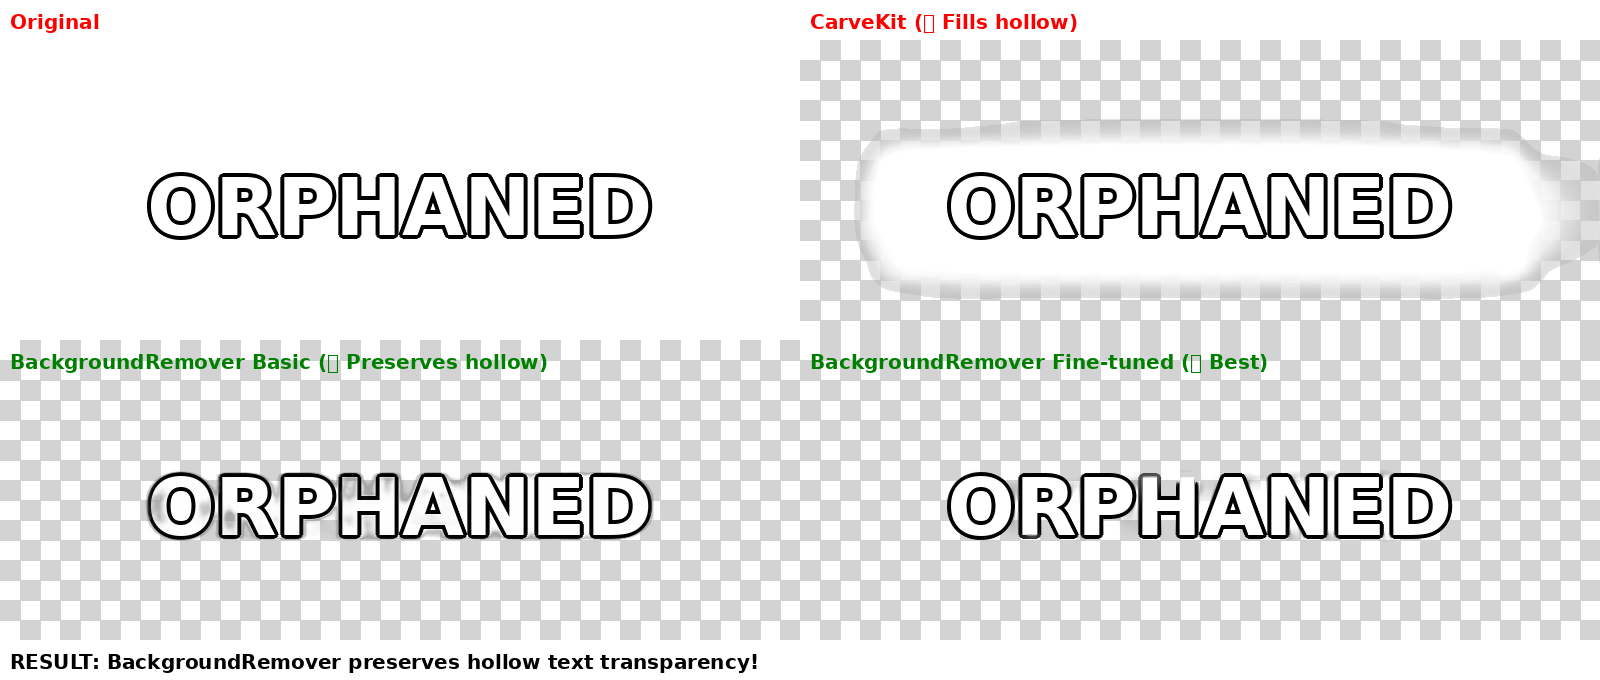 Original
CarveKit (▯ Fills hollow)
ORPHANED
ORPHANED
BackgroundRemover Basic (▯ Preserves hollow)
BackgroundRemover Fine-tuned (▯ Best)
ORPHANED
ORPHANED
RESULT: BackgroundRemover preserves hollow text transparency!